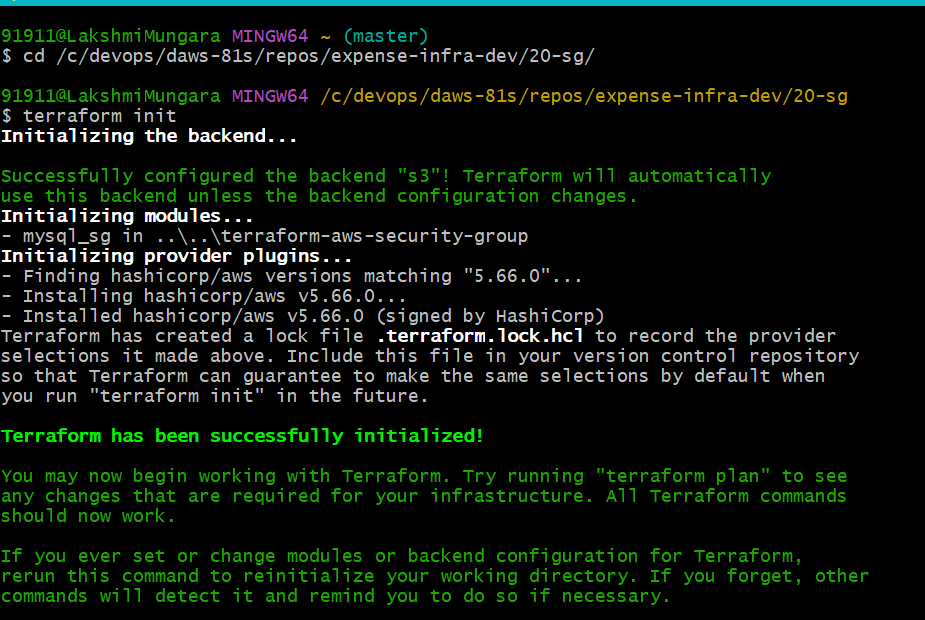 91911@LakshmiMungara MINGW64 ~ (master)
$ cd /c/devops/daws-81s/repos/expense-infra-dev/20-sg/
91911@LakshmiMungara MINGW64 /c/devops/daws-81s/repos/expense-infra-dev/20-sg
$ terraform init
Initializing the backend...
Successfully configured the backend "s3"! Terraform will automatically
use this backend unless the backend configuration changes.
Initializing modules...
- mysql_sg in ..\..\terraform-aws-security-group
Initializing provider plugins...
- Finding hashicorp/aws versions matching "5.66.0"...
- Installing hashicorp/aws v5.66.0...
- Installed hashicorp/aws v5.66.0 (signed by HashiCorp)
Terraform has created a lock file .terraform.lock.hcl to record the provider
selections it made above. Include this file in your version control repository
so that Terraform can guarantee to make the same selections by default when
you run "terraform init" in the future.
Terraform has been successfully initialized!
You may now begin working with Terraform. Try running "terraform plan" to see
any changes that are required for your infrastructure. All Terraform commands
should now work.
If you ever set or change modules or backend configuration for Terraform,
rerun this command to reinitialize your working directory. If you forget, other
commands will detect it and remind you to do so if necessary.